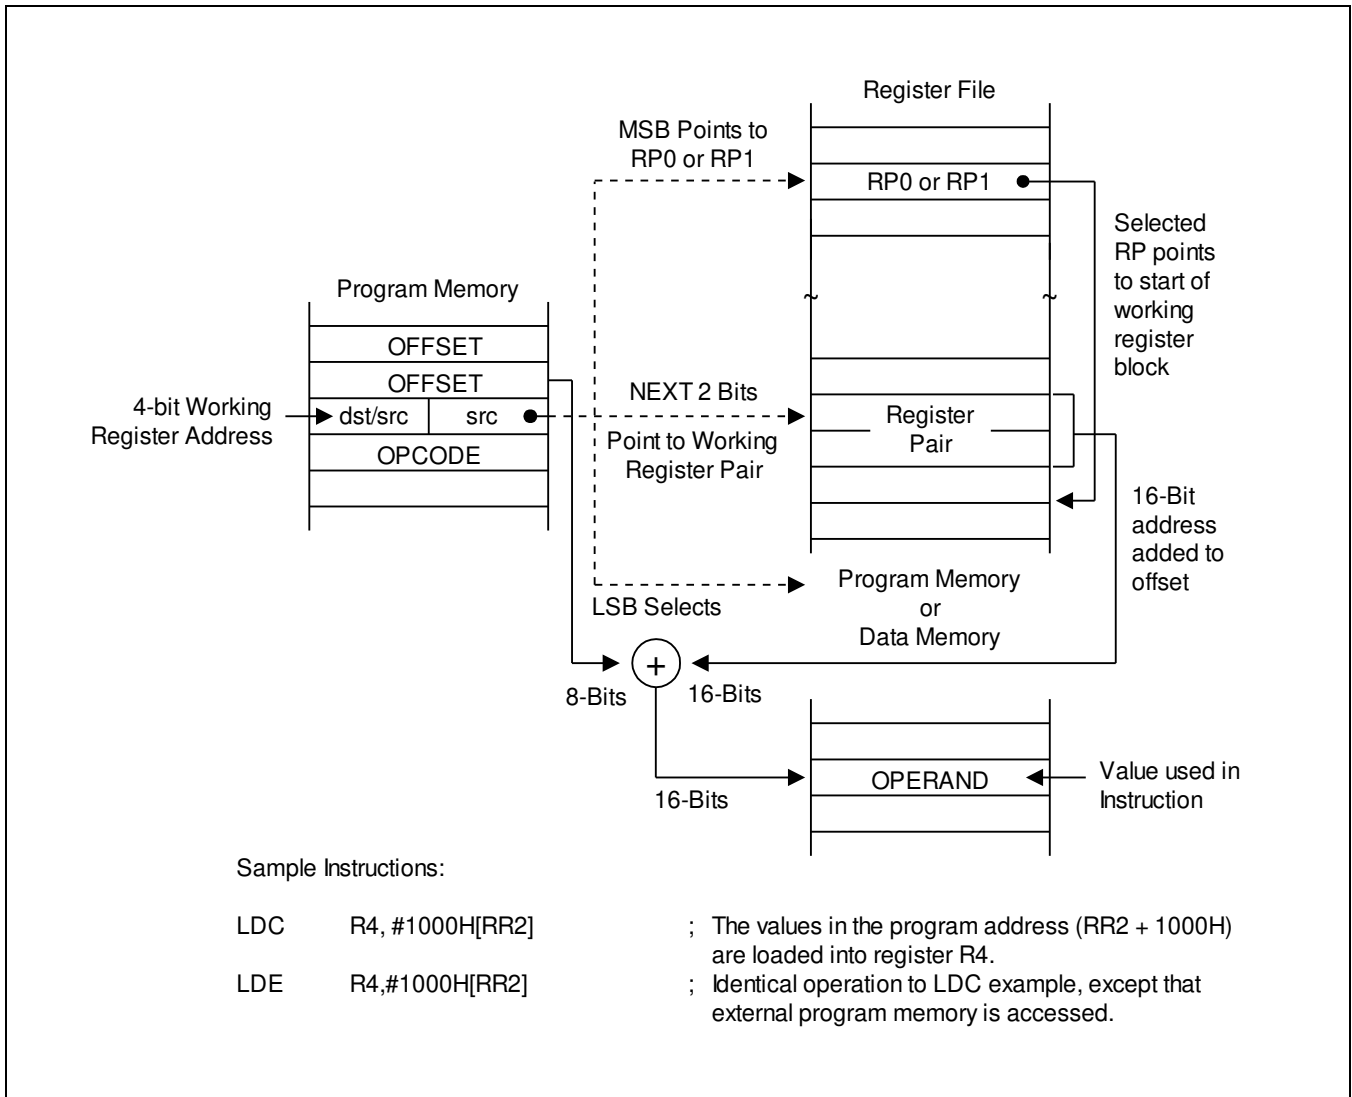 Register File
MSB Points to
RP0 or RP1
RP0 or RP1
Selected
RP points
to start of
working
register
block
Program Memory
OFFSET
OFFSET
4-bit Working
Register Address
dst/src
src
OPCODE
NEXT 2 Bits
Point to Working
Register Pair
Register
Pair
16-Bit
address
added to
offset
LSB Selects
Program Memory
or
Data Memory
+
8-Bits
16-Bits
16-Bits
OPERAND
Value used in
Instruction
Sample Instructions:
LDC R4, #1000H[RR2] ; The values in the program address (RR2 + 1000H)
are loaded into register R4.
LDE R4,#1000H[RR2] ; Identical operation to LDC example, except that
external program memory is accessed.